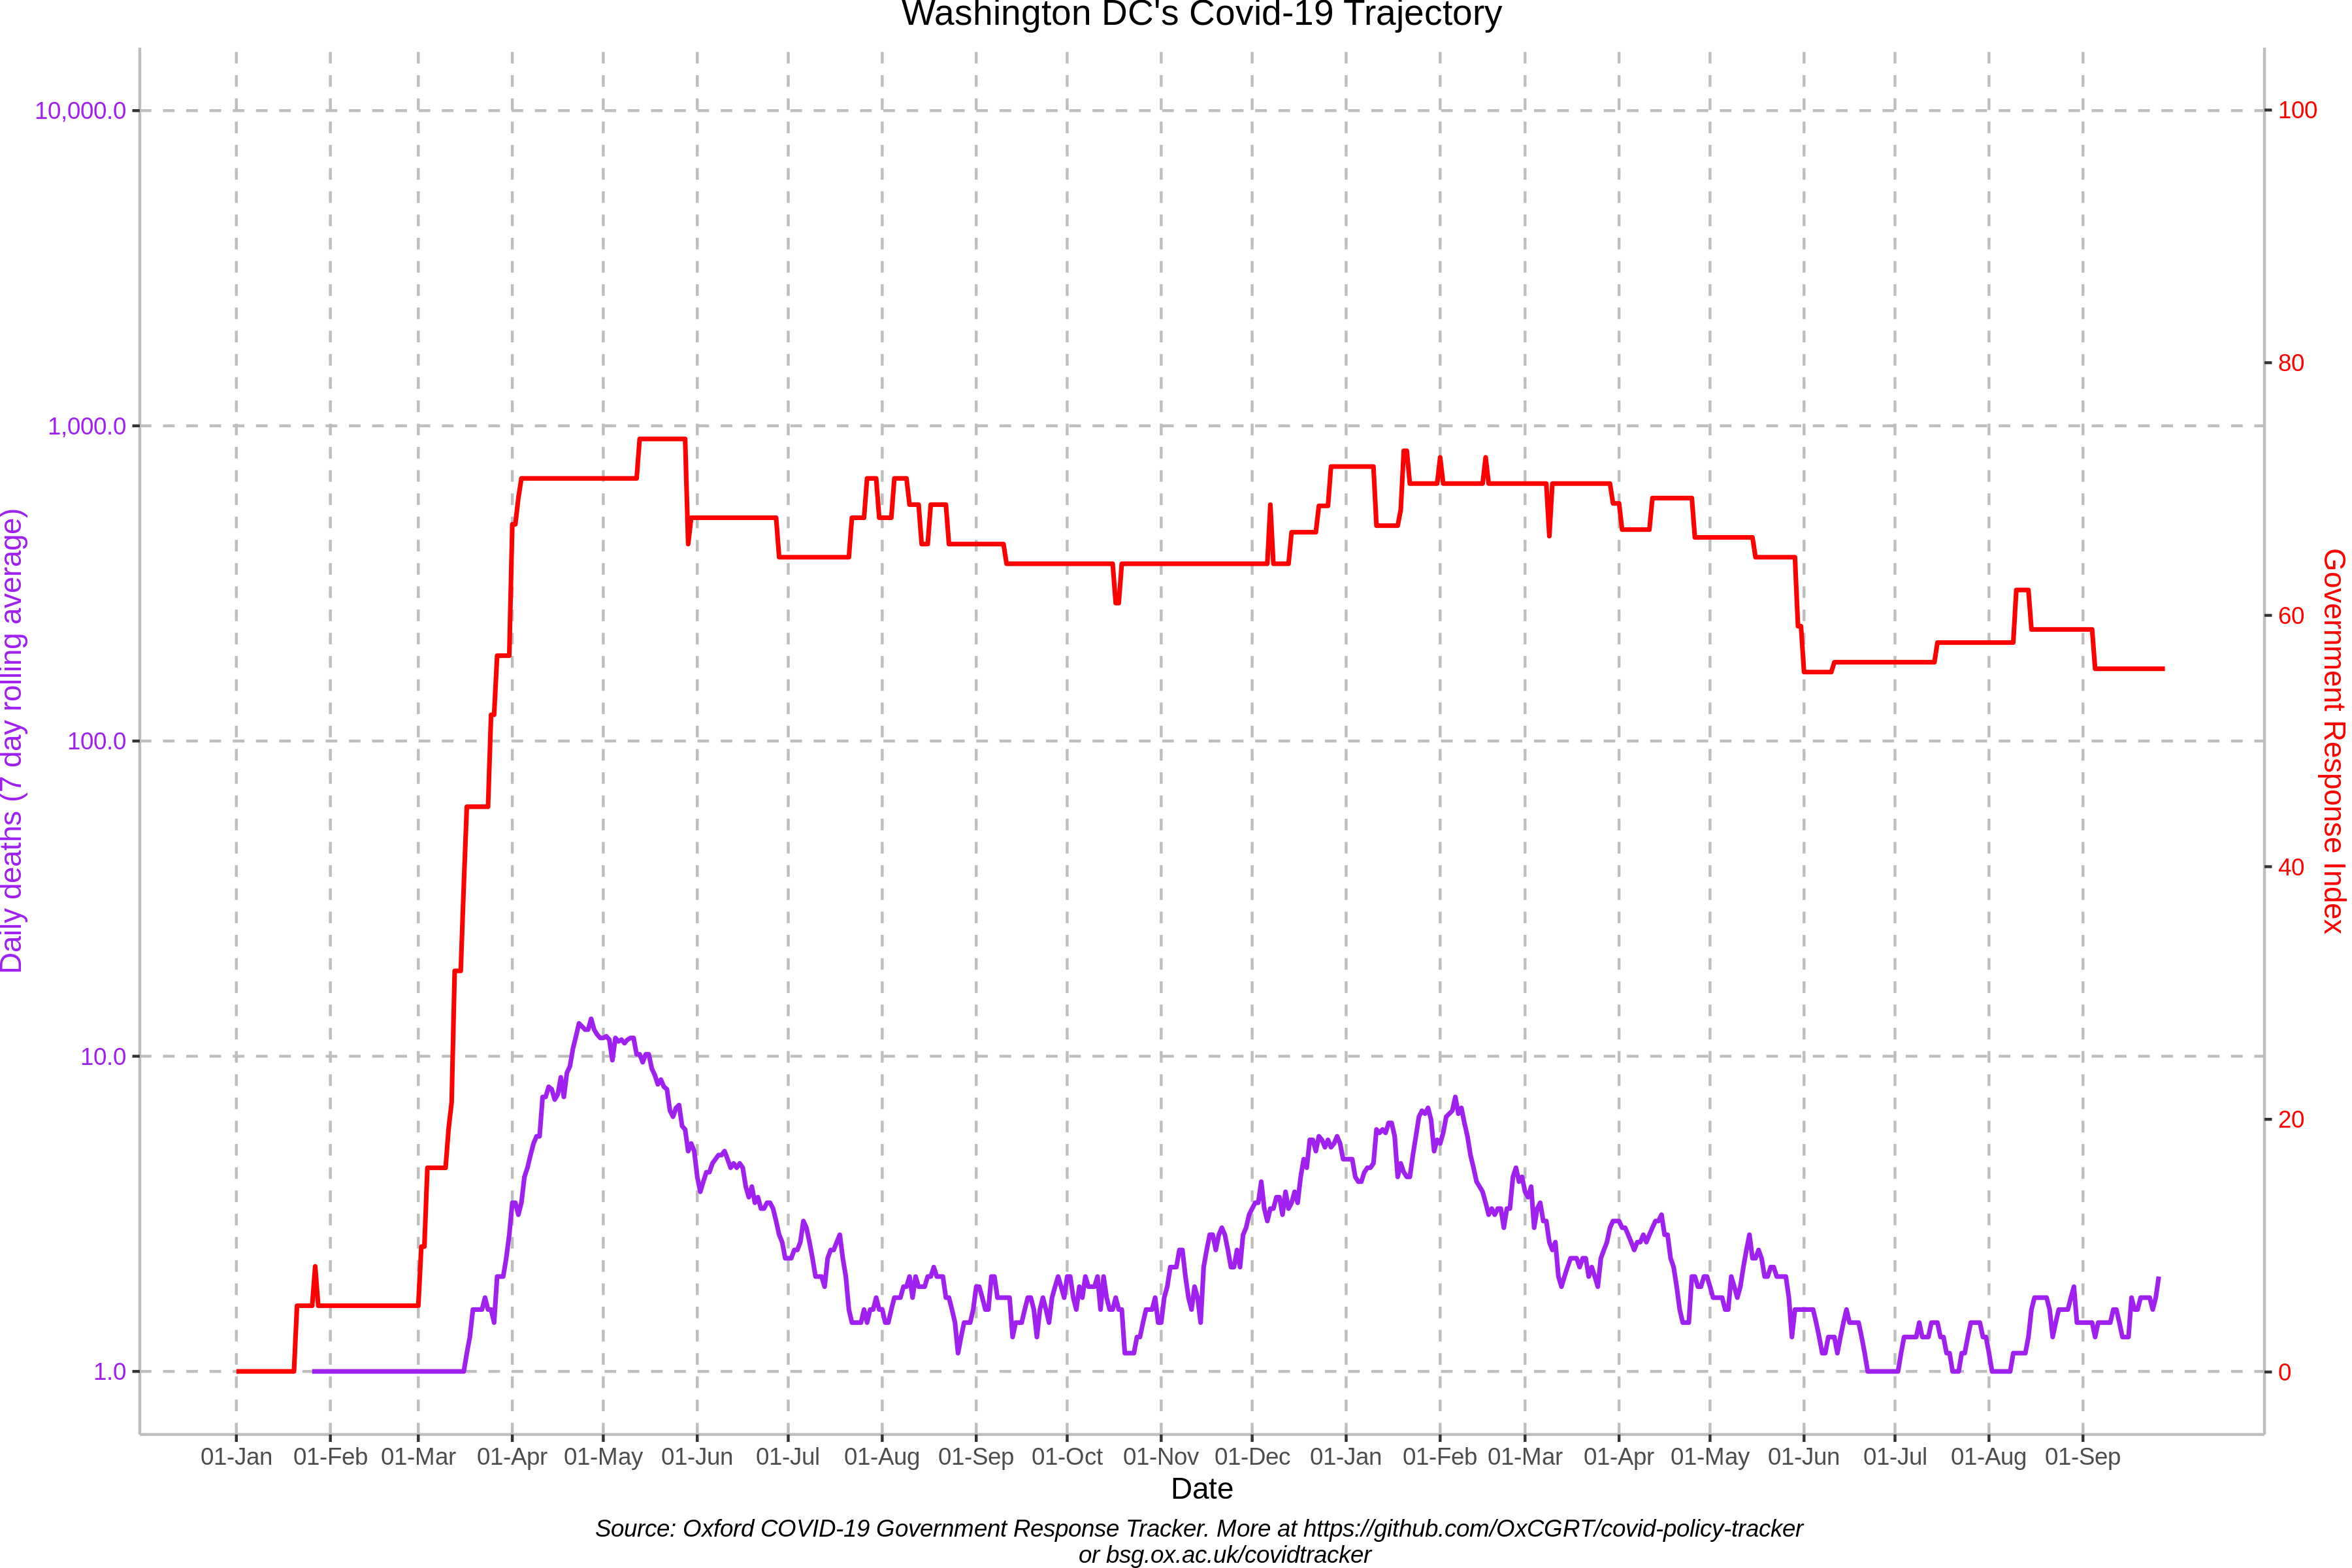 Washington DC's Covid-19 Trajectory
10,000.0
1,000.0
100.0
10.0
1.0
Daily deaths (7 day rolling average)
100
80
60
40
20
0
Government Response Index
01-Jan 01-Feb 01-Mar 01-Apr 01-May 01-Jun 01-Jul 01-Aug 01-Sep 01-Oct 01-Nov 01-Dec 01-Jan 01-Feb 01-Mar 01-Apr 01-May 01-Jun 01-Jul 01-Aug 01-Sep
Date
Source: Oxford COVID-19 Government Response Tracker. More at https://github.com/OxCGRT/covid-policy-tracker
or bsg.ox.ac.uk/covidtracker